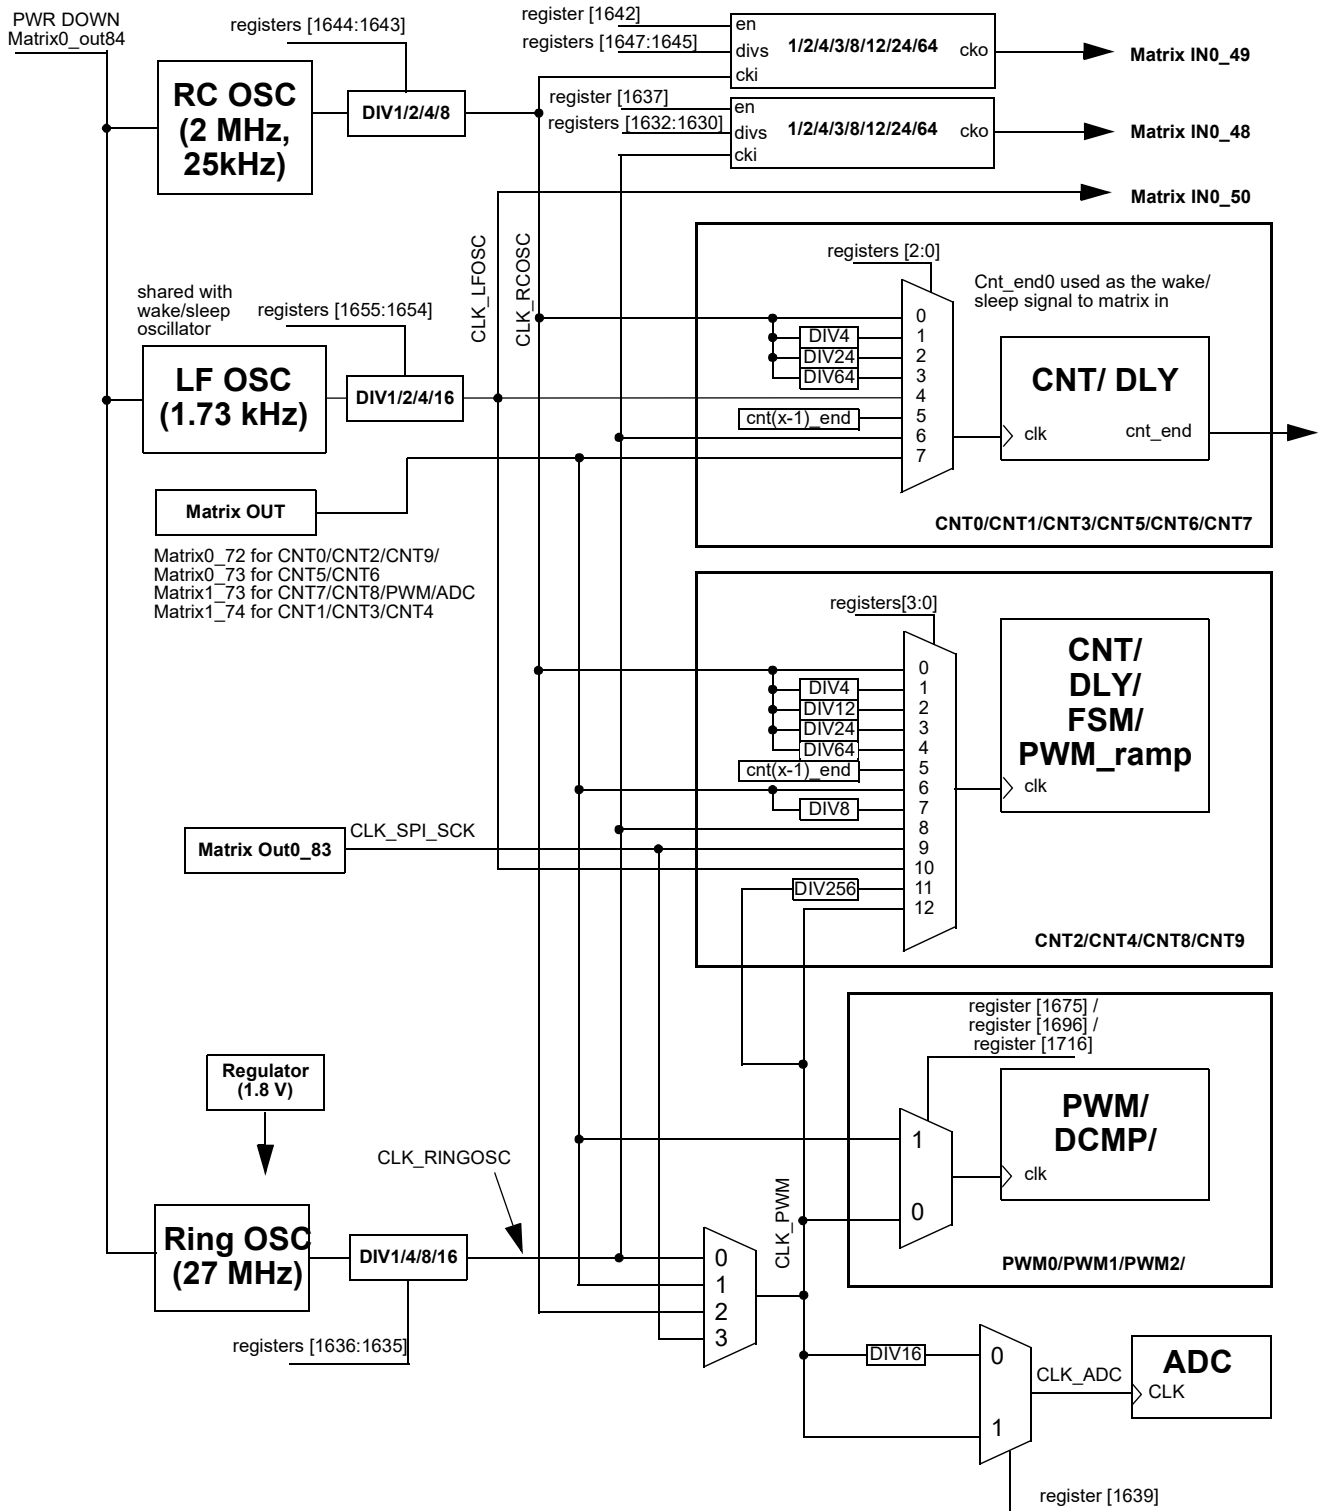 PWR DOWN
Matrix0_out84
registers [1644:1643]
RC OSC
(2 MHz,
25kHz)
DIV1/2/4/8
register [1642]
registers [1647:1645]
en
divs
cki
1/2/4/3/8/12/24/64
cko
Matrix IN0_49
register [1637]
registers [1632:1630]
en
divs
cki
1/2/4/3/8/12/24/64
cko
Matrix IN0_48
Matrix IN0_50
CLK_LFOSC
CLK_RCOSC
shared with
wake/sleep
oscillator
registers [1655:1654]
LF OSC
(1.73 kHz)
DIV1/2/4/16
registers [2:0]
Cnt_end0 used as the wake/
sleep signal to matrix in
0
DIV4
1
DIV24
2
DIV64
3
4
cnt(x-1)_end
5
6
7
CNT/ DLY
clk
cnt_end
CNT0/CNT1/CNT3/CNT5/CNT6/CNT7
Matrix OUT
Matrix0_72 for CNT0/CNT2/CNT9/
Matrix0_73 for CNT5/CNT6
Matrix1_73 for CNT7/CNT8/PWM/ADC
Matrix1_74 for CNT1/CNT3/CNT4
registers[3:0]
0
DIV4
1
DIV12
2
DIV24
3
DIV64
4
cnt(x-1)_end
5
6
DIV8
7
8
9
10
DIV256
11
12
CNT/
DLY/
FSM/
PWM_ramp
clk
CNT2/CNT4/CNT8/CNT9
Matrix Out0_83
CLK_SPI_SCK
register [1675] /
register [1696] /
register [1716]
1
0
PWM/
DCMP/
clk
PWM0/PWM1/PWM2/
Regulator
(1.8 V)
CLK_RINGOSC
Ring OSC
(27 MHz)
DIV1/4/8/16
registers [1636:1635]
0
1
2
3
CLK_PWM
DIV16
0
1
CLK_ADC
ADC
CLK
register [1639]